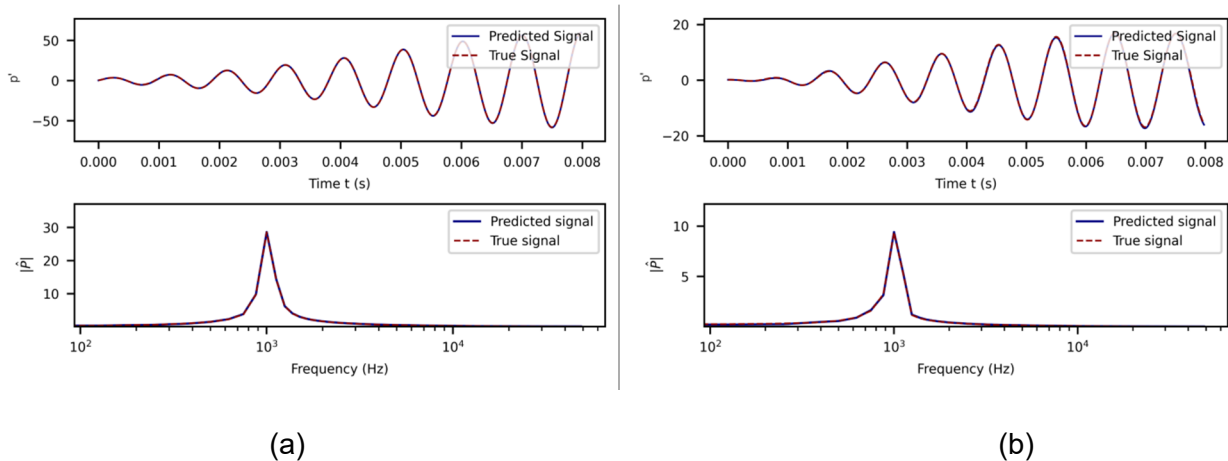 50
0
−50
p'
Predicted Signal
True Signal
0.000 0.001 0.002 0.003 0.004 0.005 0.006 0.007 0.008
Time t (s)
30
20
10
|P̂|
Predicted signal
True signal
10² 10³ 10⁴
Frequency (Hz)
(a)
20
0
−20
p'
Predicted Signal
True Signal
0.000 0.001 0.002 0.003 0.004 0.005 0.006 0.007 0.008
Time t (s)
10
5
|P̂|
Predicted signal
True signal
10² 10³ 10⁴
Frequency (Hz)
(b)